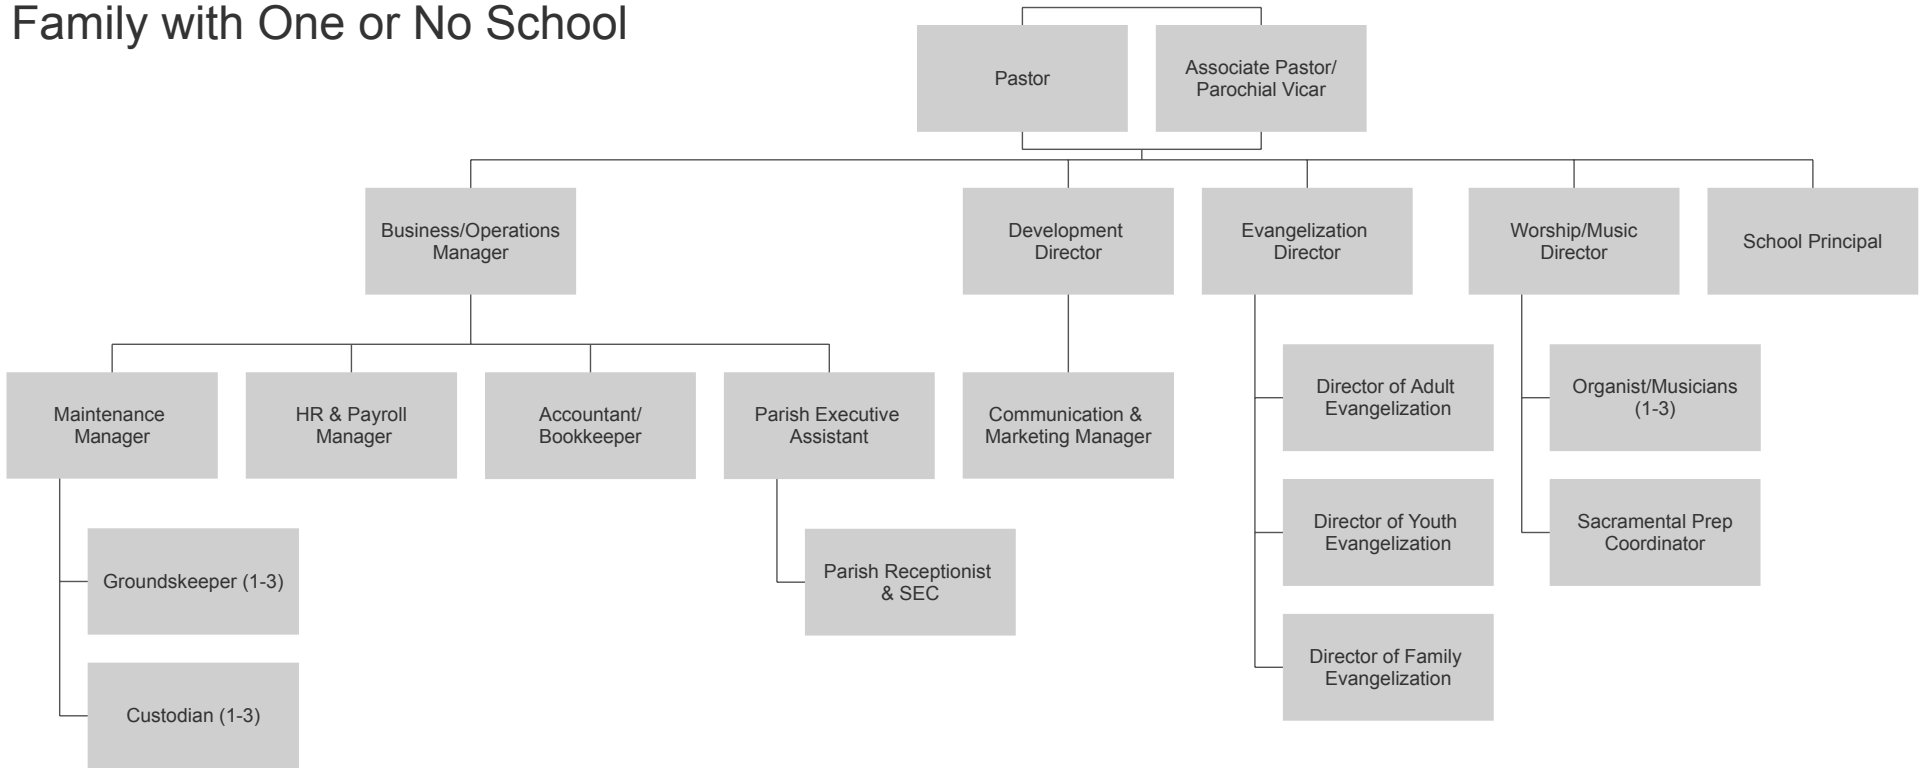 Family with One or No School
Pastor
Associate Pastor/
Parochial Vicar
Business/Operations
Manager
Development
Director
Evangelization
Director
Worship/Music
Director
School Principal
Maintenance
Manager
HR & Payroll
Manager
Accountant/
Bookkeeper
Parish Executive
Assistant
Communication &
Marketing Manager
Director of Adult
Evangelization
Organist/Musicians
(1-3)
Director of Youth
Evangelization
Sacramental Prep
Coordinator
Groundskeeper (1-3)
Parish Receptionist
& SEC
Director of Family
Evangelization
Custodian (1-3)